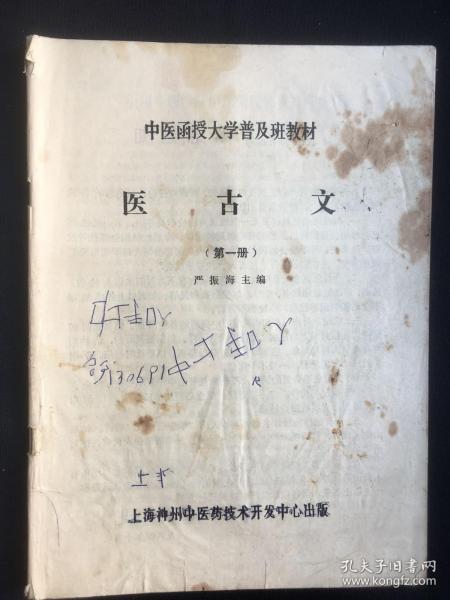 中医函授大学普及班教材
医古文
（第一册）
严振海主编
上海神州中医药技术开发中心出版
孔夫子旧书网
www.kongfz.com